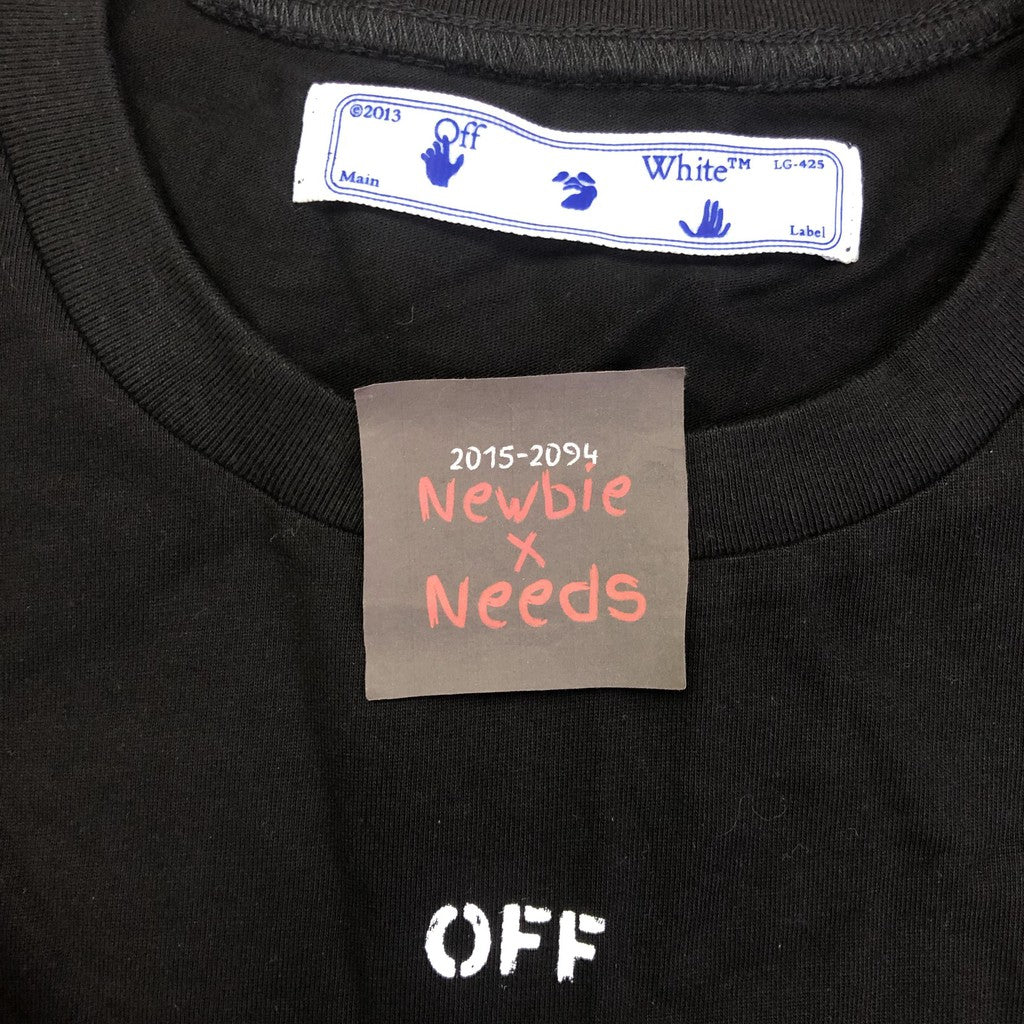 ©2013
Off
White™ LG-425
Main
Label
2015-2094
Newbie
x
Needs
OFF